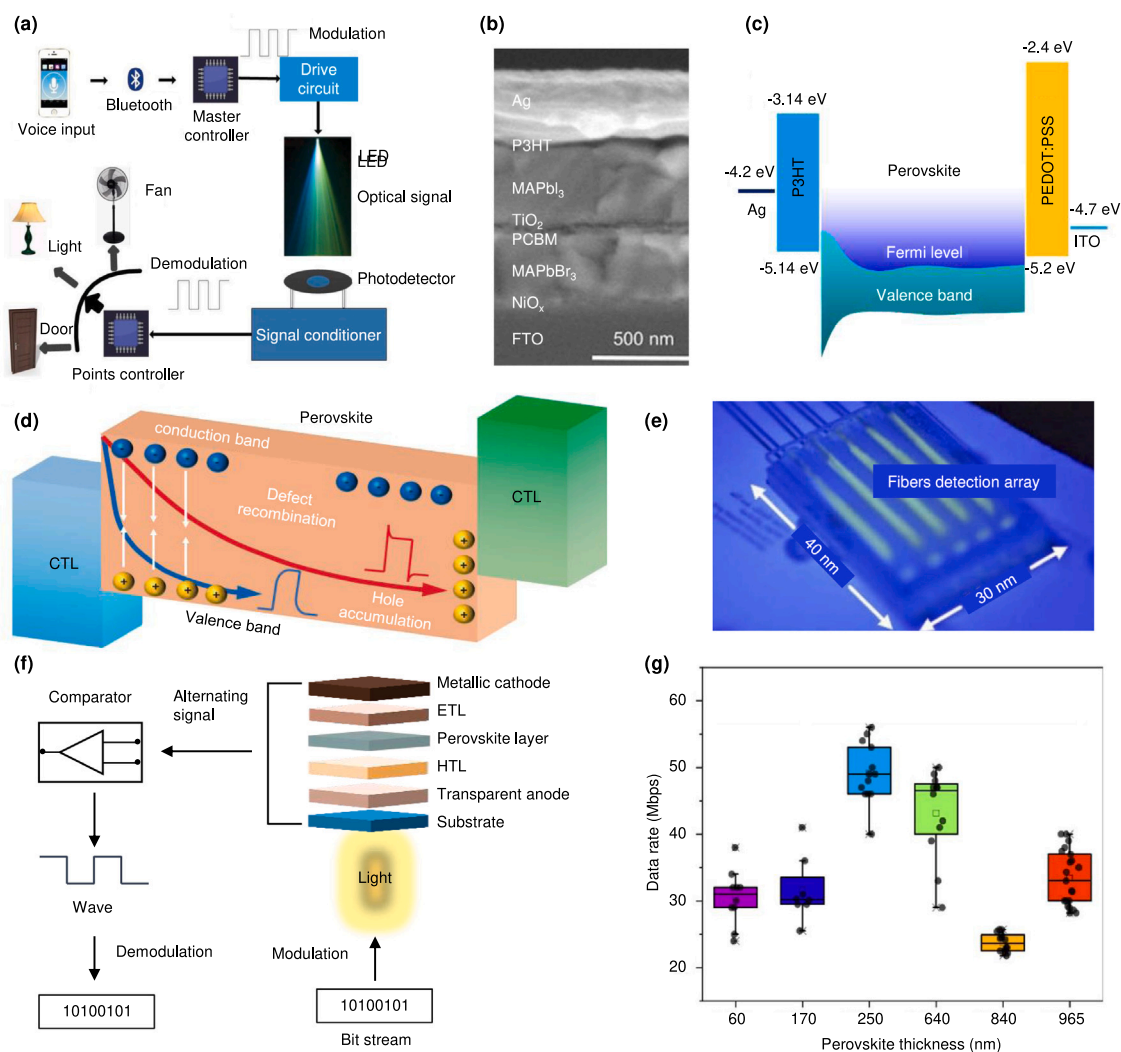 (a)
Modulation
Voice input
Bluetooth
Master
controller
Drive
circuit
LED
LED
Optical signal
Fan
Light
Demodulation
Door
Points controller
Photodetector
Signal conditioner
(b)
Ag
P3HT
MAPbI₃
TiO₂
PCBM
MAPbBr₃
NiOₓ
FTO
500 nm
(c)
-2.4 eV
-3.14 eV
-4.2 eV
Ag
P3HT
-5.14 eV
Perovskite
Fermi level
Valence band
PEDOT:PSS
-4.7 eV
ITO
-5.2 eV
(d)
Perovskite
conduction band
Defect
recombination
CTL
CTL
Hole
accumulation
Valence band
+
+
+
+
+
+
+
+
(e)
Fibers detection array
40 nm
30 nm
(f)
Comparator
Alternating
signal
Metallic cathode
ETL
Perovskite layer
HTL
Transparent anode
Substrate
Light
Wave
Demodulation
Modulation
10100101
10100101
Bit stream
(g)
Data rate (Mbps)
60
50
40
30
20
60
170
250
640
840
965
Perovskite thickness (nm)